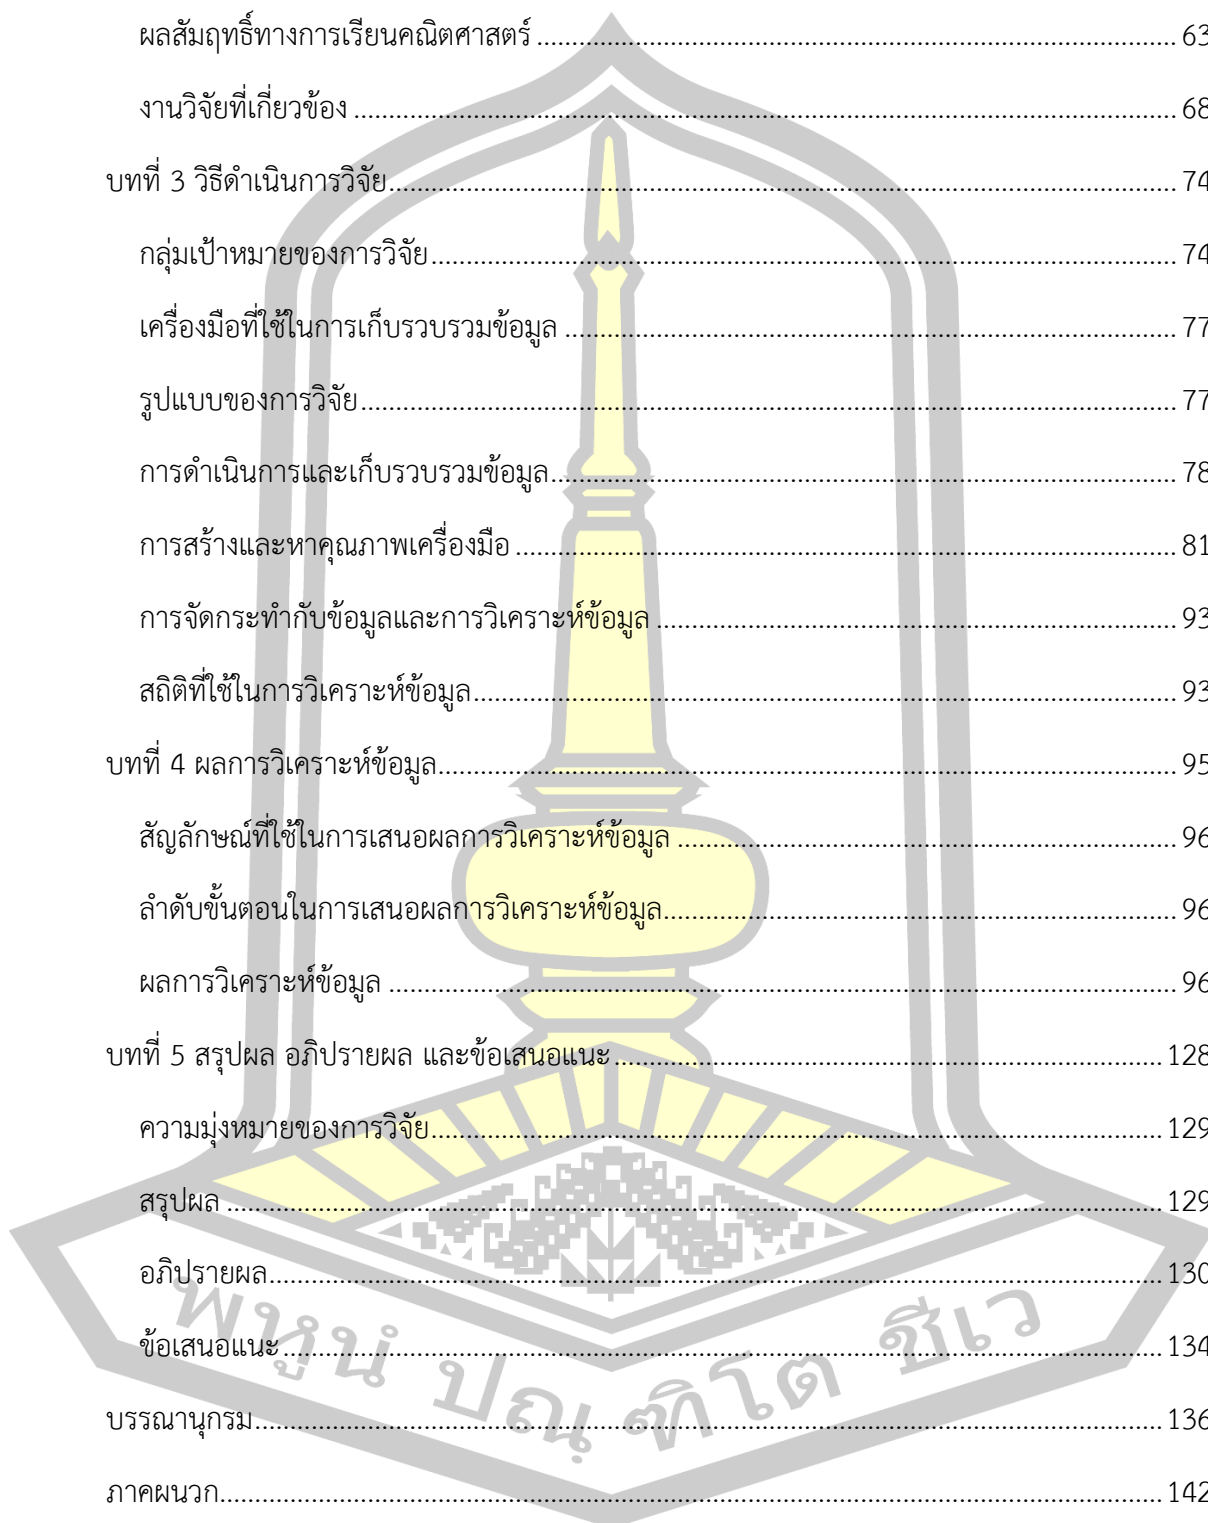 ผลสัมฤทธิ์ทางการเรียนคณิตศาสตร์ ........................................ 63
งานวิจัยที่เกี่ยวข้อง ........................................ 68
บทที่ 3 วิธีดำเนินการวิจัย........................................ 74
กลุ่มเป้าหมายของการวิจัย........................................ 74
เครื่องมือที่ใช้ในการเก็บรวบรวมข้อมูล ........................................ 77
รูปแบบของการวิจัย........................................ 77
การดำเนินการและเก็บรวบรวมข้อมูล........................................ 78
การสร้างและหาคุณภาพเครื่องมือ ........................................ 81
การจัดกระทำกับข้อมูลและการวิเคราะห์ข้อมูล ........................................ 93
สถิติที่ใช้ในการวิเคราะห์ข้อมูล........................................ 93
บทที่ 4 ผลการวิเคราะห์ข้อมูล........................................ 95
สัญลักษณ์ที่ใช้ในการเสนอผลการวิเคราะห์ข้อมูล ........................................ 96
ลำดับขั้นตอนในการเสนอผลการวิเคราะห์ข้อมูล........................................ 96
ผลการวิเคราะห์ข้อมูล ........................................ 96
บทที่ 5 สรุปผล อภิปรายผล และข้อเสนอแนะ ........................................ 128
ความมุ่งหมายของการวิจัย........................................ 129
สรุปผล ........................................ 129
อภิปรายผล........................................ 130
ข้อเสนอแนะ ........................................ 134
บรรณานุกรม........................................ 136
ภาคผนวก........................................ 142
พหูนํ ปณฺฑิโต ชีเว